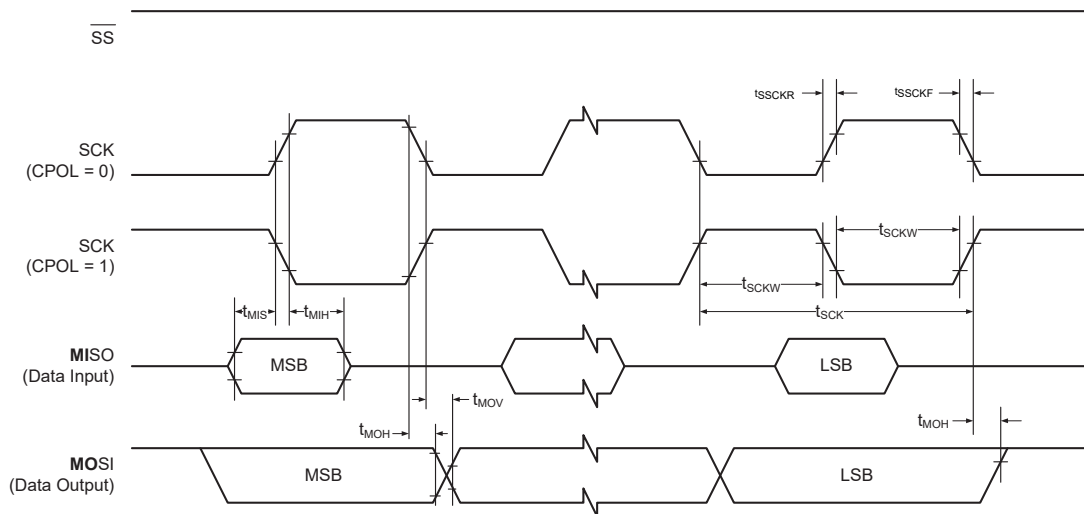 SS
tSSCKR
tSSCKF
SCK
(CPOL = 0)
SCK
(CPOL = 1)
tSCKW
tSCKW
tSCK
tMIS
tMIH
MISO
(Data Input)
MSB
LSB
tMOV
tMOH
tMOH
MOSI
(Data Output)
MSB
LSB